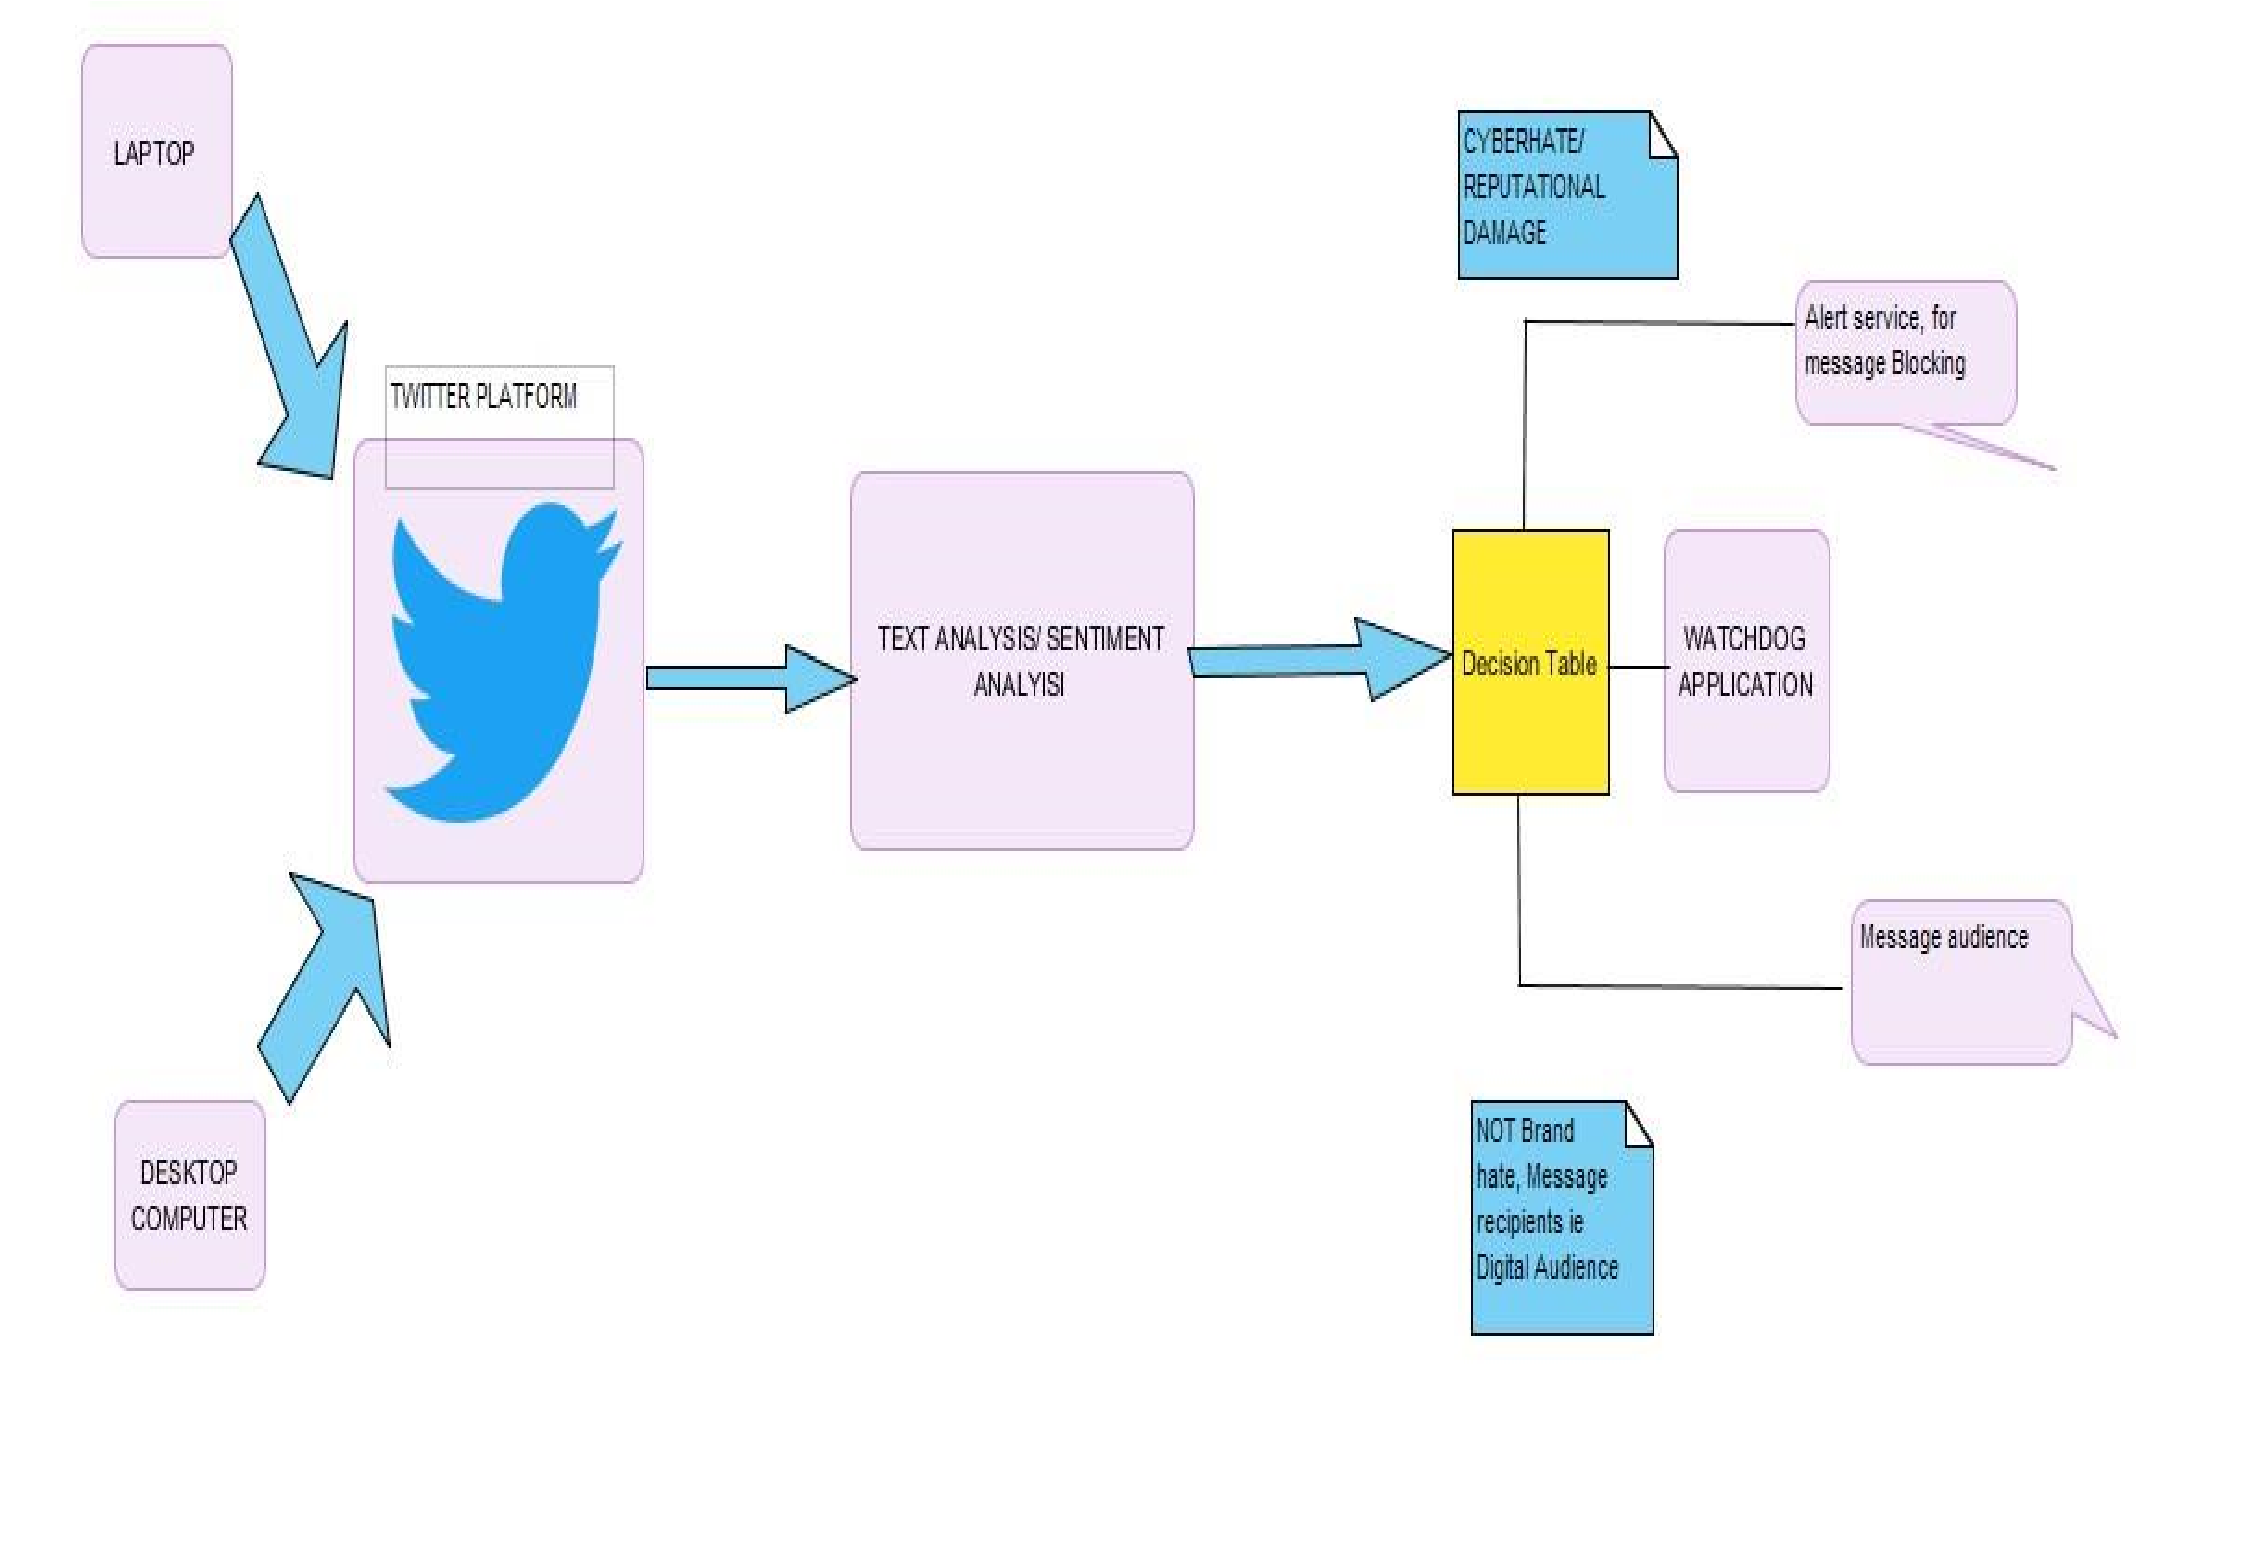 LAPTOP
CYBERHATE/
REPUTATIONAL
DAMAGE
Alert service, for
message Blocking
TWITTER PLATFORM
TEXT ANALYSIS/ SENTIMENT
ANALYISI
Decision Table
WATCHDOG
APPLICATION
Message audience
DESKTOP
COMPUTER
NOT Brand
hate, Message
recipients ie
Digital Audience